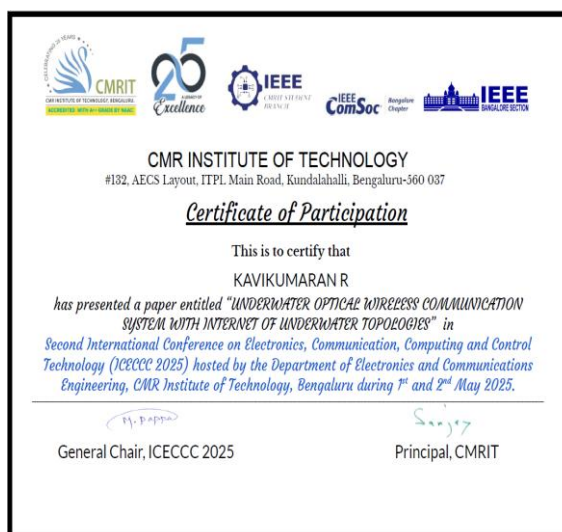 CELEBRATING 25 YEARS
CMRIT
CMR INSTITUTE OF TECHNOLOGY, BENGALURU.
ACCREDITED WITH A++ GRADE BY NAAC
25
Excellence
IEEE
CMRIT STUDENT
BRANCH
IEEE
ComSoc
Bangalore
Chapter
IEEE
BANGALORE SECTION
CMR INSTITUTE OF TECHNOLOGY
#132, AECS Layout, ITPL Main Road, Kundalahalli, Bengaluru-560 037
Certificate of Participation
This is to certify that
KAVIKUMARAN R
has presented a paper entitled “UNDERWATER OPTICAL WIRELESS COMMUNICATION
SYSTEM WITH INTERNET OF UNDERWATER TOPOLOGIES” in
Second International Conference on Electronics, Communication, Computing and Control
Technology (ICECCC 2025) hosted by the Department of Electronics and Communications
Engineering, CMR Institute of Technology, Bengaluru during 1st and 2nd May 2025.
M. Pappa
Sanjay
General Chair, ICECCC 2025
Principal, CMRIT